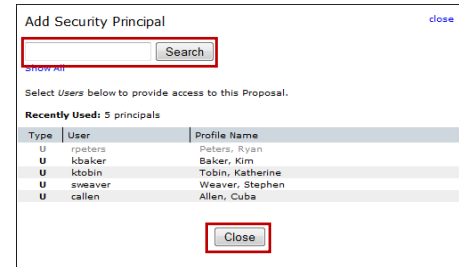 Add Security Principal close
Search
Show All
Select Users below to provide access to this Proposal.
Recently Used: 5 principals
Type User Profile Name
U rpeters Peters, Ryan
U kbaker Baker, Kim
U ktobin Tobin, Katherine
U sweaver Weaver, Stephen
U callen Allen, Cuba
Close